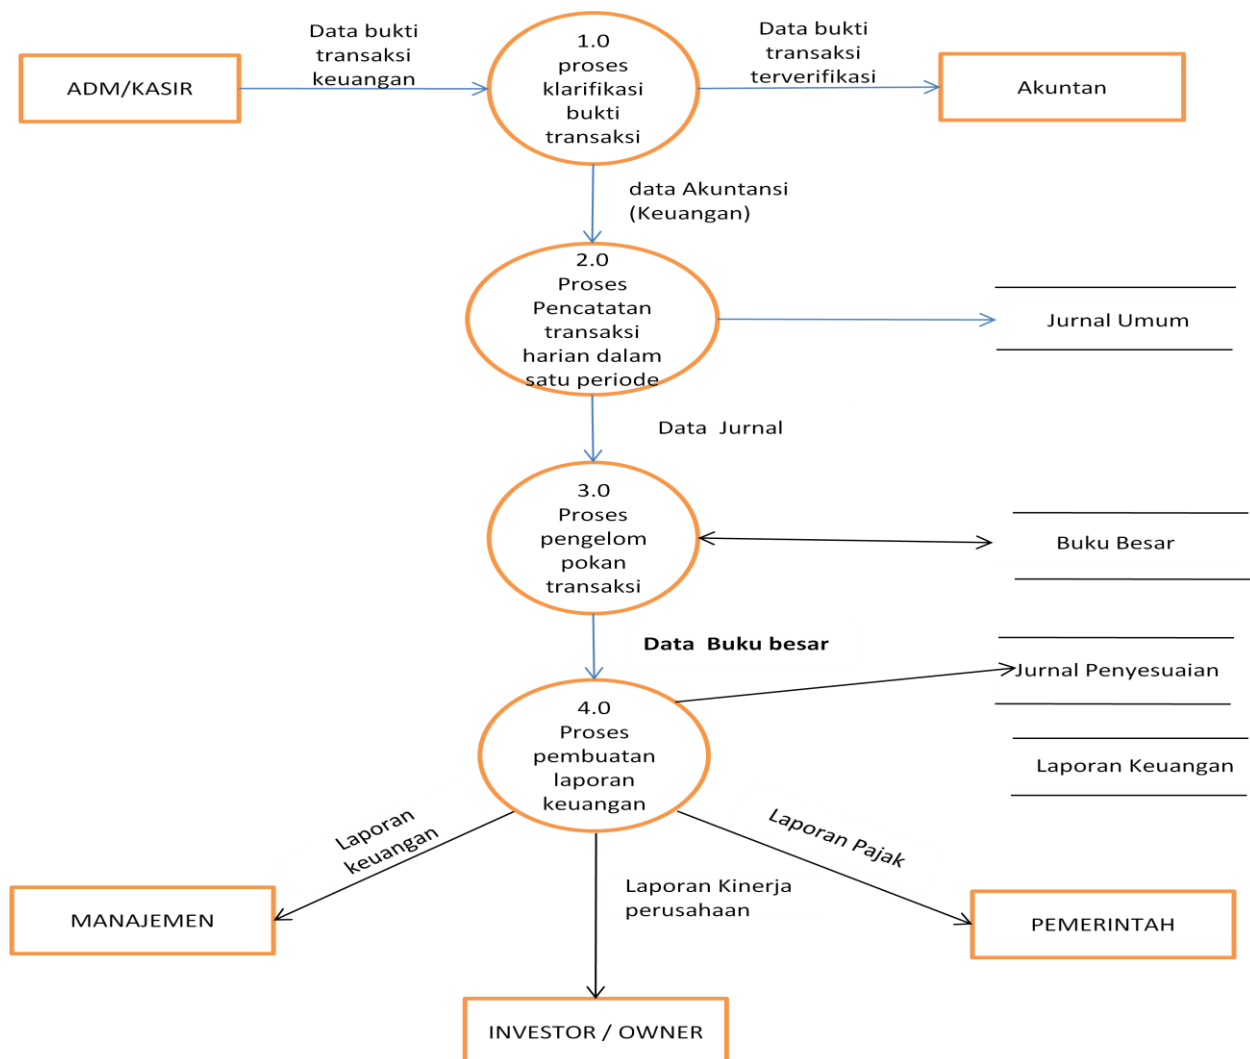 Data bukti
transaksi
keuangan
ADM/KASIR
1.0
proses
klarifikasi
bukti
transaksi
Data bukti
transaksi
terverifikasi
Akuntan
data Akuntansi
(Keuangan)
2.0
Proses
Pencatatan
transaksi
harian dalam
satu periode
Jurnal Umum
Data  Jurnal
3.0
Proses
pengelom
pokan
transaksi
Buku Besar
Data  Buku besar
Jurnal Penyesuaian
4.0
Proses
pembuatan
laporan
keuangan
Laporan Keuangan
Laporan
keuangan
Laporan Kinerja
perusahaan
Laporan Pajak
MANAJEMEN
PEMERINTAH
INVESTOR / OWNER